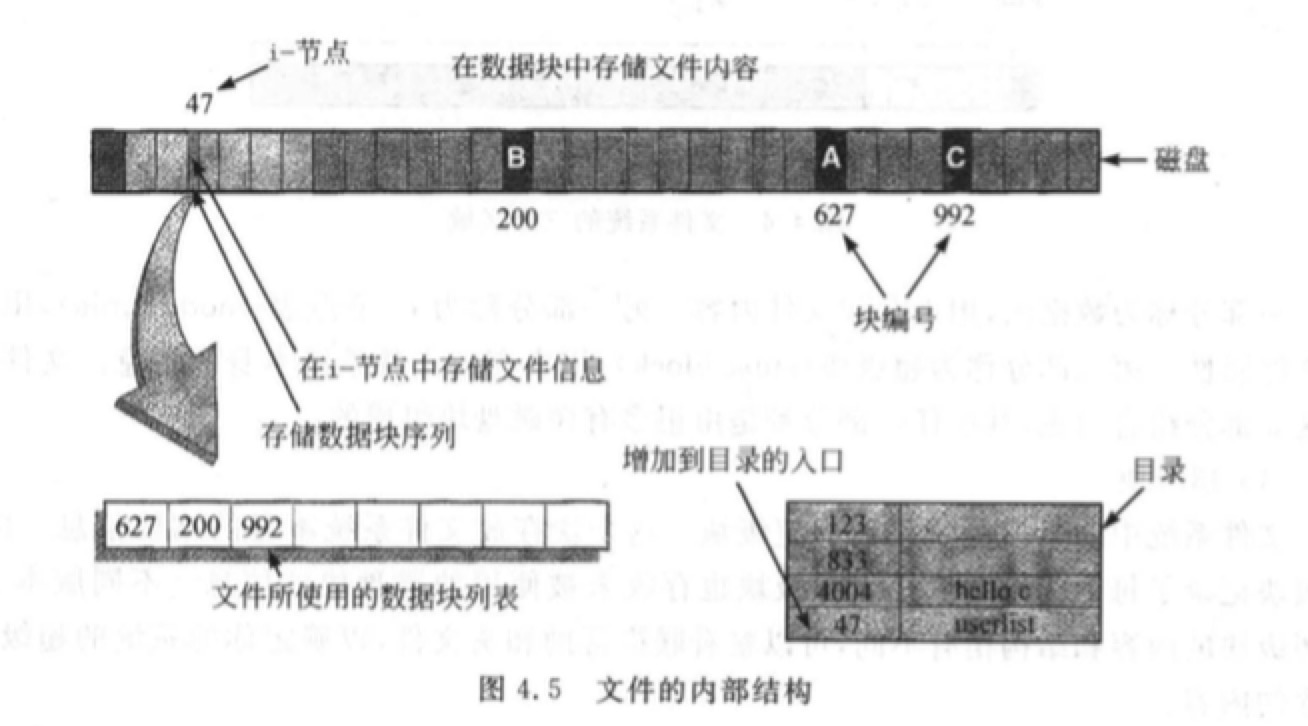 i-节点
在数据块中存储文件内容
47
B
A
C
磁盘
200
627
992
块编号
在i-节点中存储文件信息
存储数据块序列
增加到目录的入口
目录
627 200 992
123
833
4004 hello c
47 userlist
文件所使用的数据块列表
图 4.5 文件的内部结构